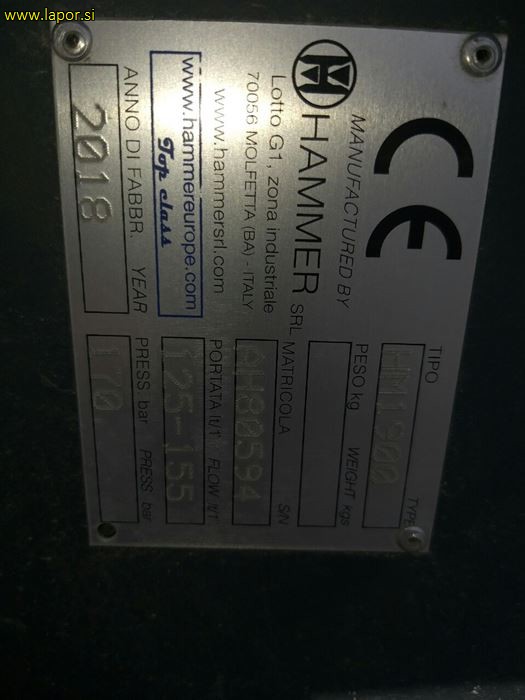 www.lapor.si
CE
MANUFACTURED BY
HAMMER SRL
Lotto G1, zona industriale
70056 MOLFETTA (BA) - ITALY
www.hammersrl.com
www.hammereurope.com
Top class
ANNO DI FABBR. YEAR
2018
TIPO TYPE
HM1900
PESO kg WEIGHT kgs
MATRICOLA S/N
AH80594
PORTATA lt/1' FLOW lt/1'
125-155
PRESS bar PRESS bar
170.